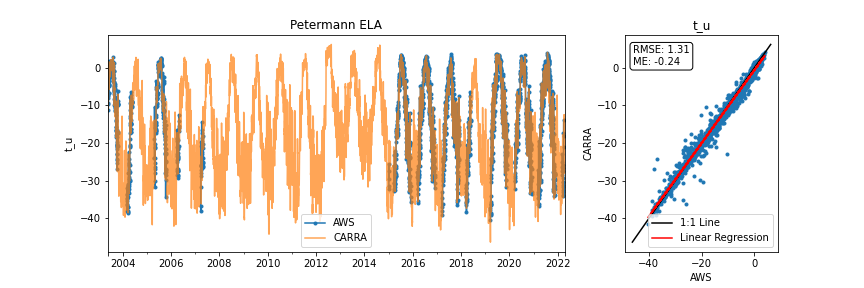 Petermann ELA
t_u
0
−10
−20
−30
−40
t_u
2004
2006
2008
2010
2012
2014
2016
2018
2020
2022
AWS
CARRA
t_u
RMSE: 1.31
ME: -0.24
0
−10
−20
−30
−40
CARRA
−40
−20
0
AWS
1:1 Line
Linear Regression